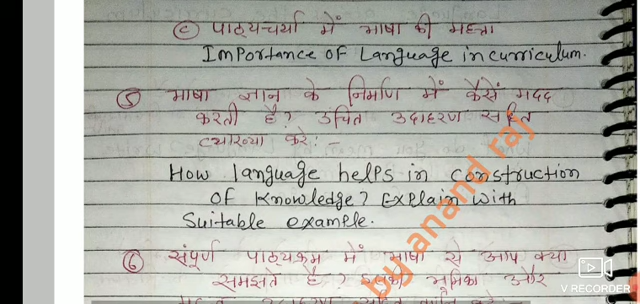 (c) पाठ्यचर्या में भाषा की महत्ता
Importance of Language in curriculum.
(5) भाषा ज्ञान के निर्माण में कैसे मदद
करती है? उचित उदाहरण सहित
व्याख्या करे:-
How language helps in construction
of knowledge? Explain with
Suitable example.
(6) संपूर्ण पाठ्यक्रम में भाषा से आप क्या
समझते है? इसकी भूमिका और
by anand raj
V RECORDER